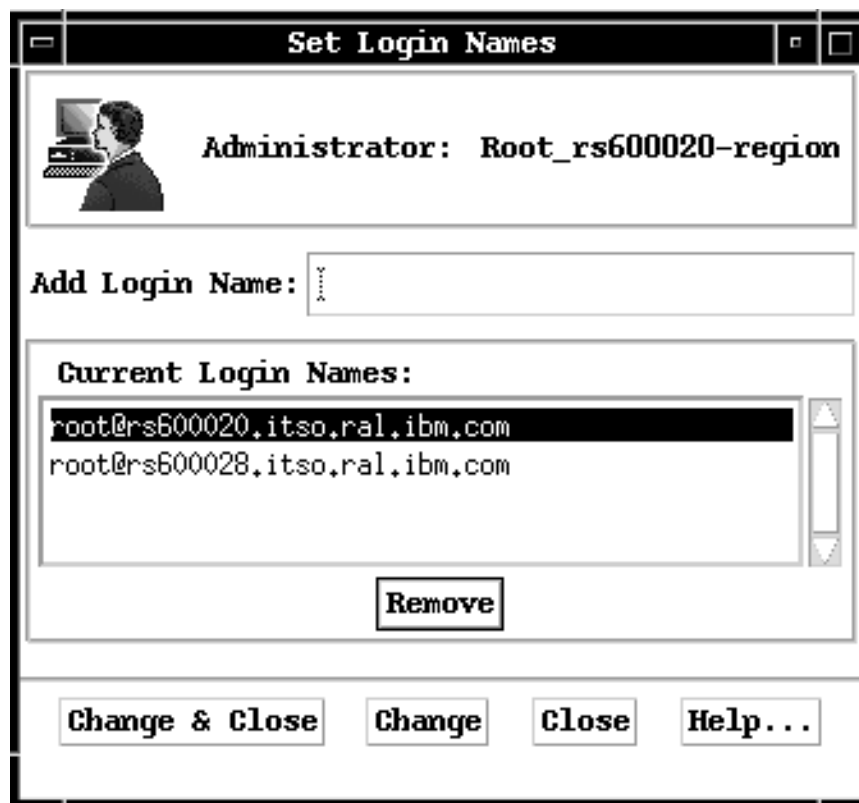 Set Login Names
Administrator: Root_rs600020-region
Add Login Name:
Current Login Names:
root@rs600020.itso.ral.ibm.com
root@rs600028.itso.ral.ibm.com
Remove
Change & Close Change Close Help...